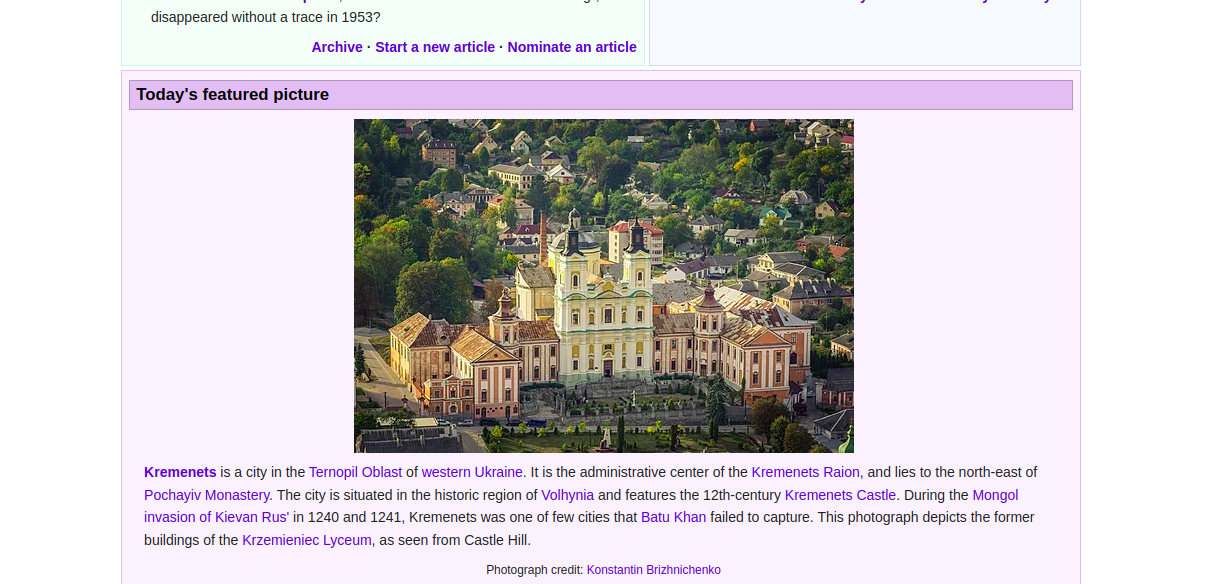 disappeared without a trace in 1953?
Archive · Start a new article · Nominate an article
Today's featured picture
Kremenets is a city in the Ternopil Oblast of western Ukraine. It is the administrative center of the Kremenets Raion, and lies to the north-east of
Pochayiv Monastery. The city is situated in the historic region of Volhynia and features the 12th-century Kremenets Castle. During the Mongol
invasion of Kievan Rus' in 1240 and 1241, Kremenets was one of few cities that Batu Khan failed to capture. This photograph depicts the former
buildings of the Krzemieniec Lyceum, as seen from Castle Hill.
Photograph credit: Konstantin Brizhnichenko